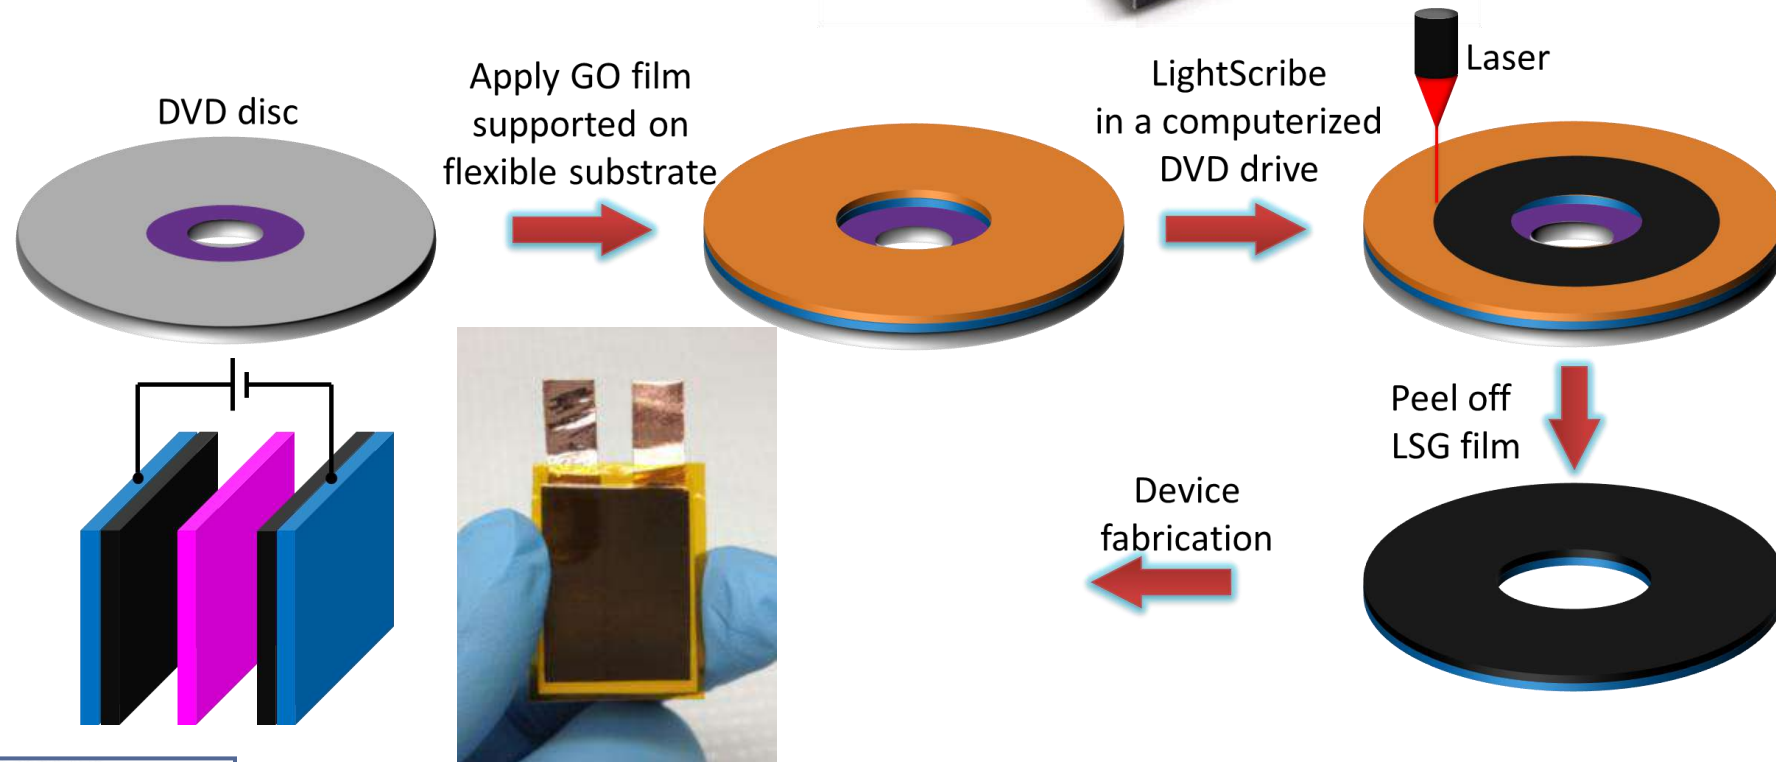 DVD disc
Apply GO film
supported on
flexible substrate
LightScribe
in a computerized
DVD drive
Laser
Peel off
LSG film
Device
fabrication